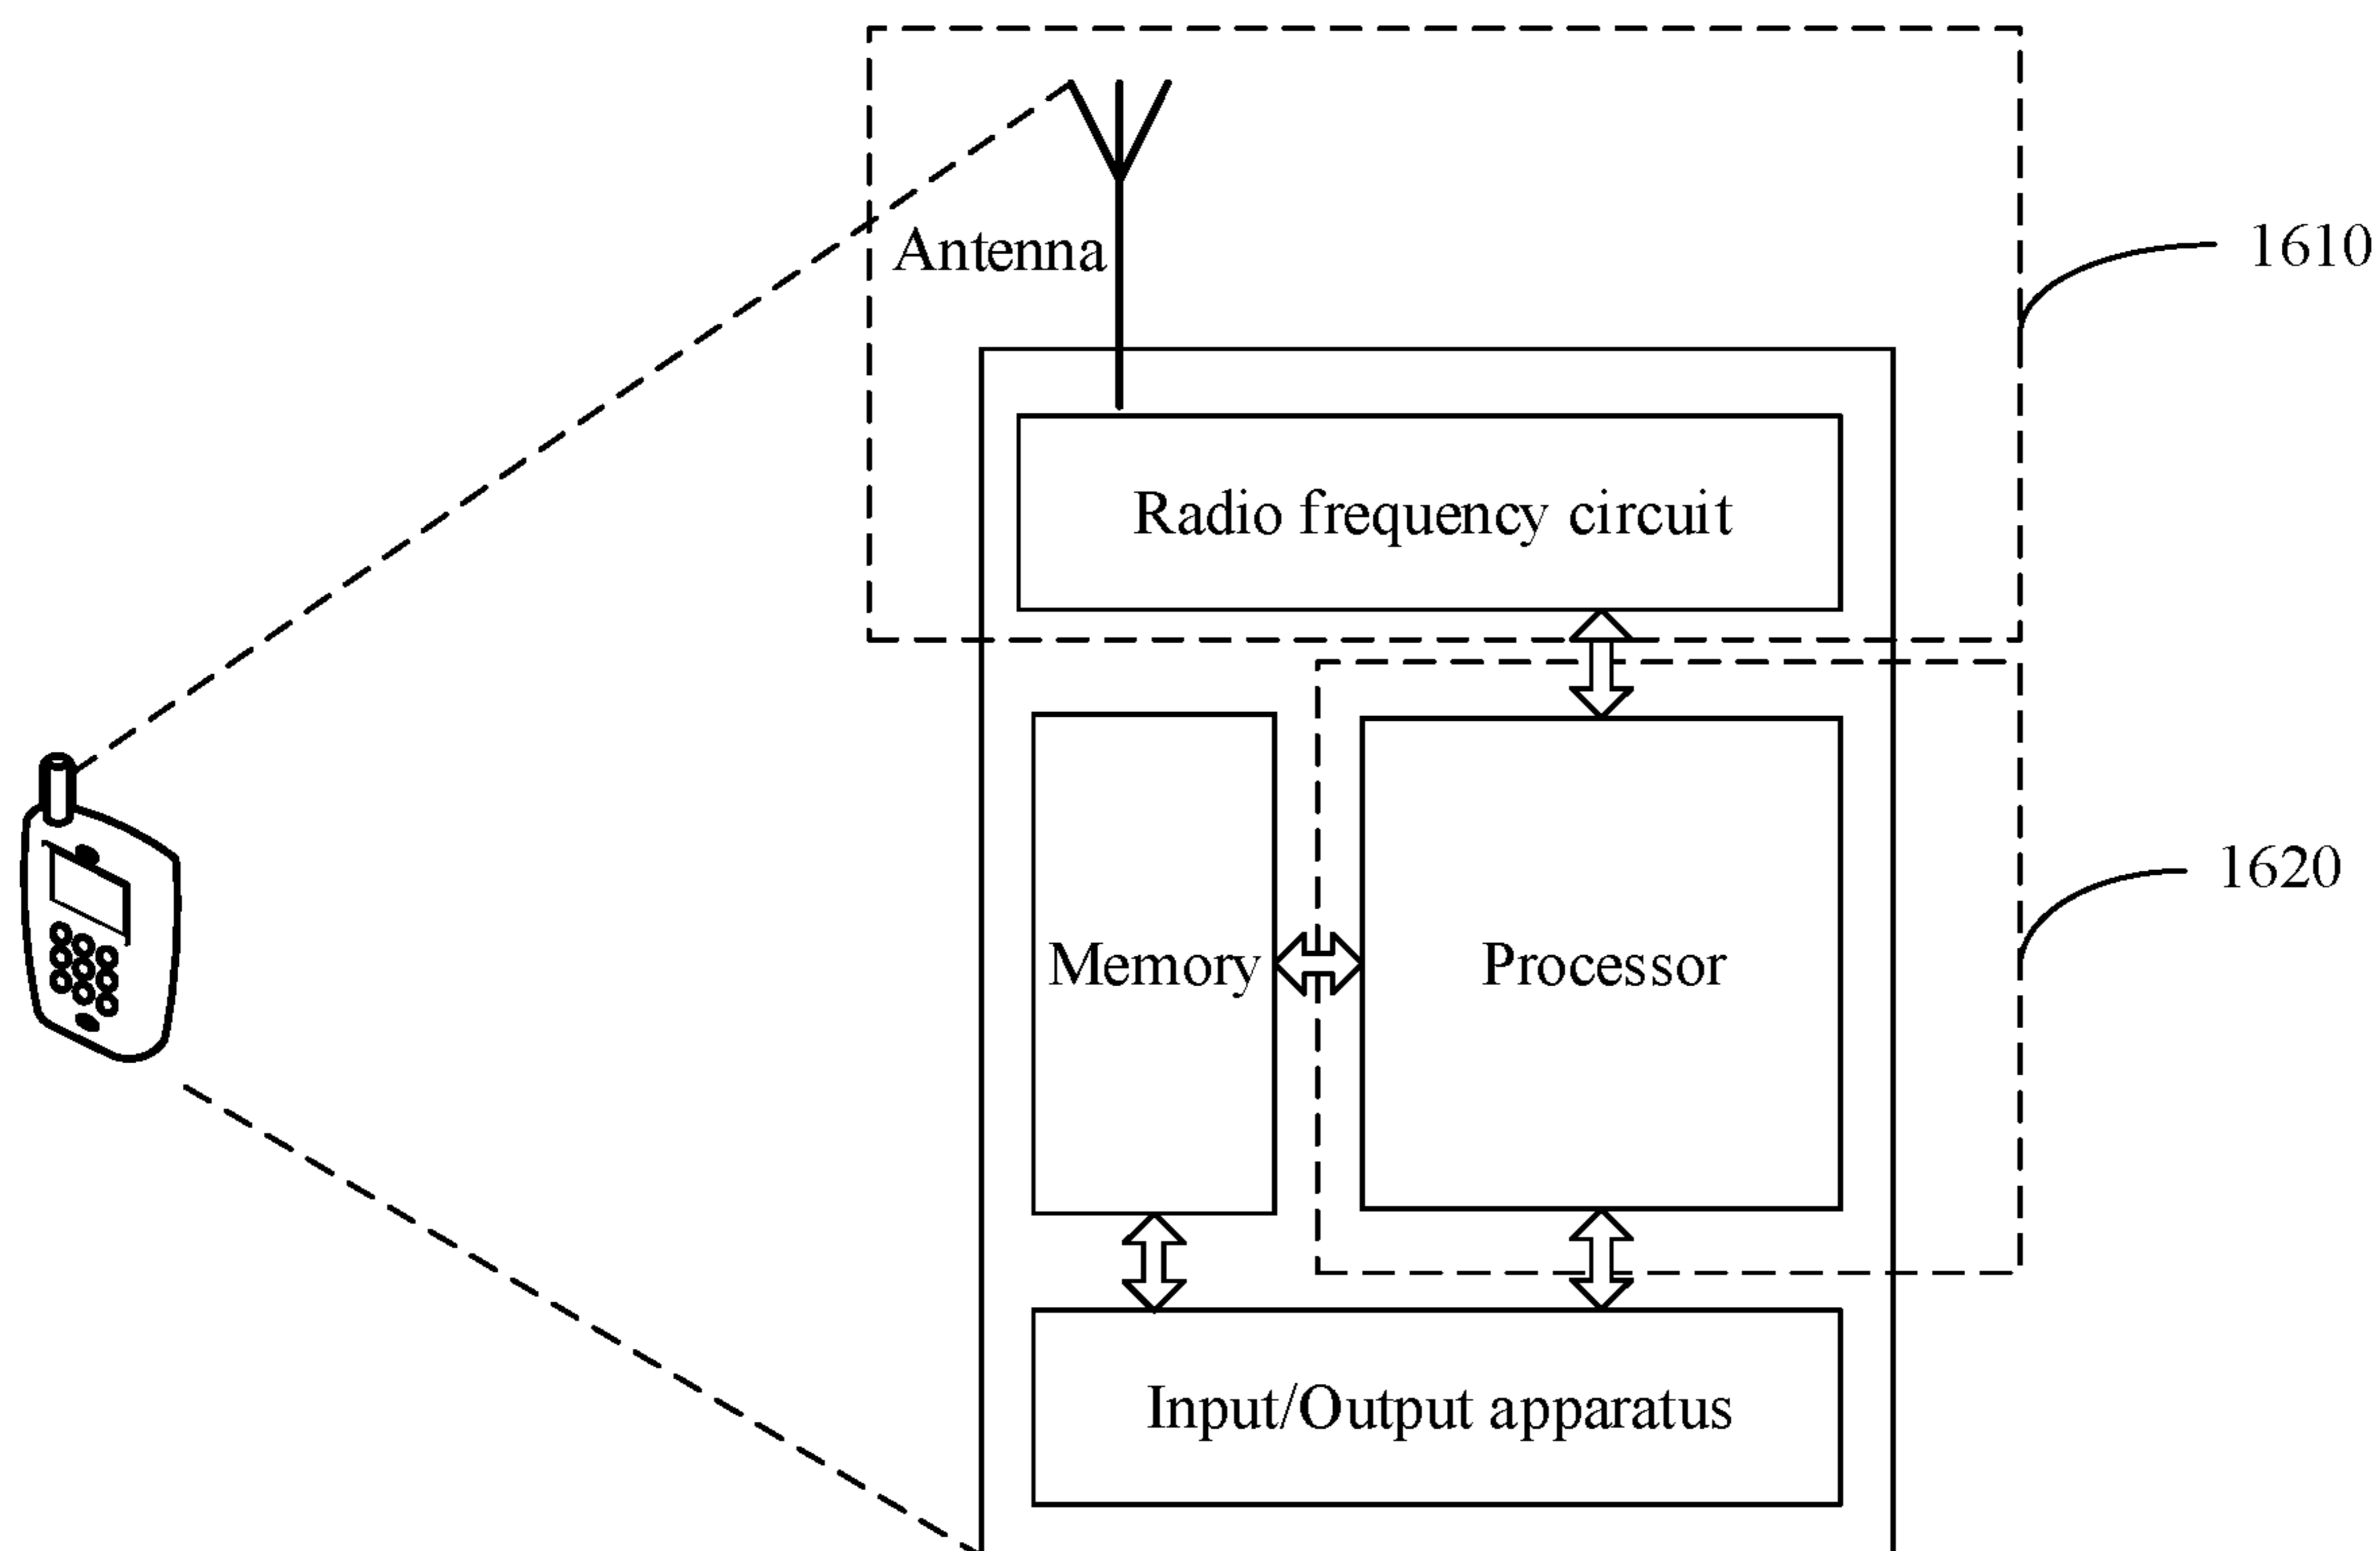 Antenna
1610
Radio frequency circuit
Memory
Processor
1620
Input/Output apparatus